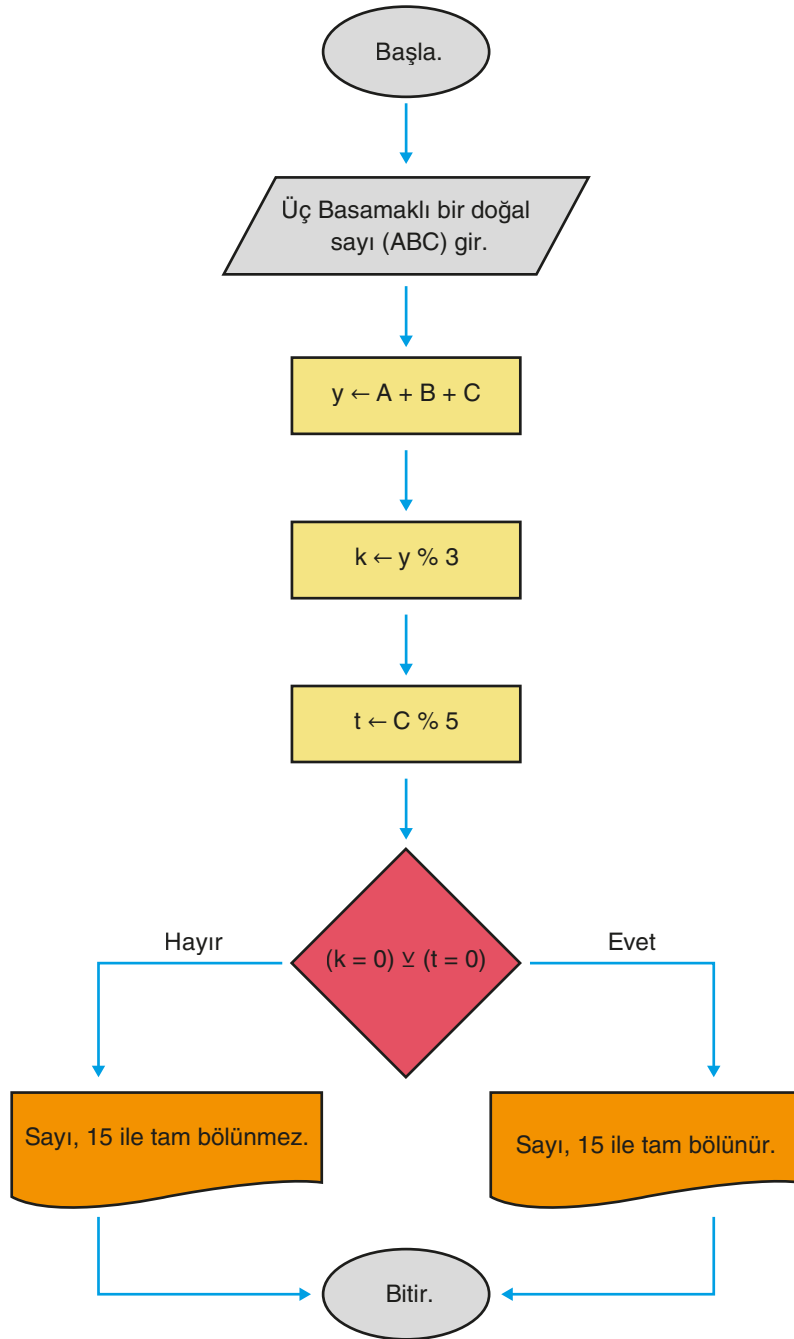 Başla.
Üç Basamaklı bir doğal
sayı (ABC) gir.
y ← A + B + C
k ← y % 3
t ← C % 5
Hayır
(k = 0) ⊻ (t = 0)
Evet
Sayı, 15 ile tam bölünmez.
Sayı, 15 ile tam bölünür.
Bitir.